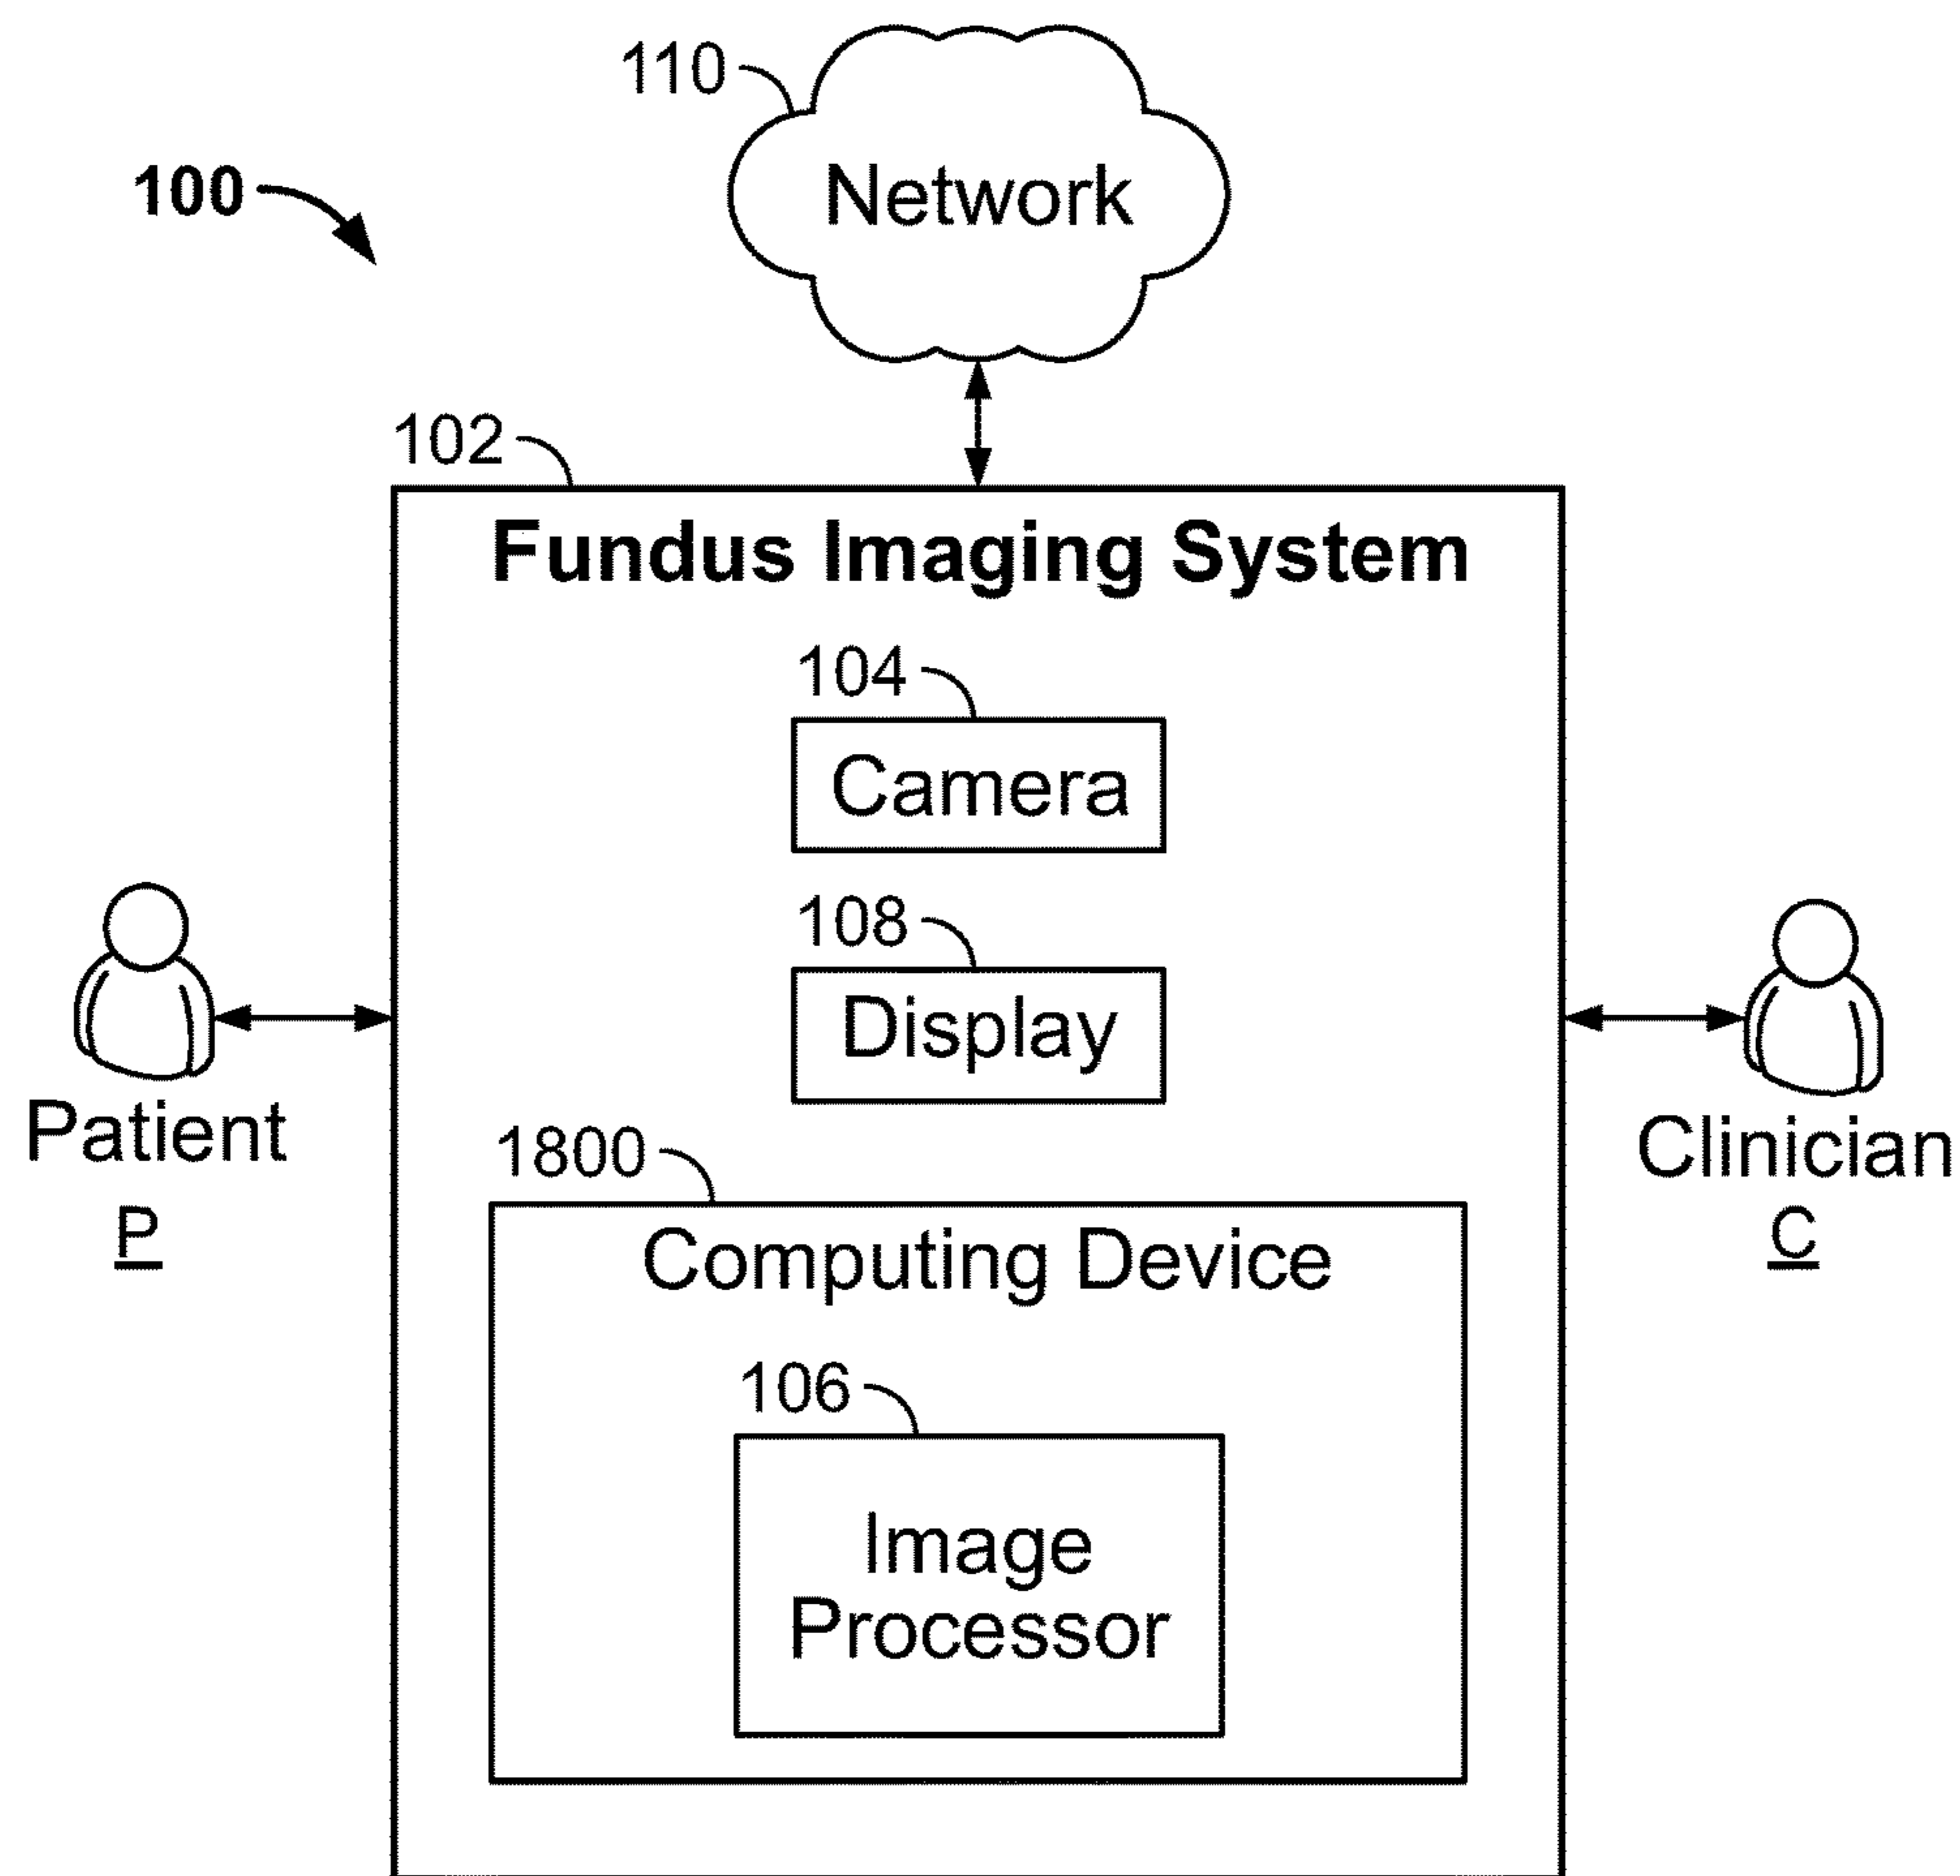 110
Network
100
102
Fundus Imaging System
104
Camera
108
Display
Patient
P
Clinician
C
1800
Computing Device
106
Image
Processor